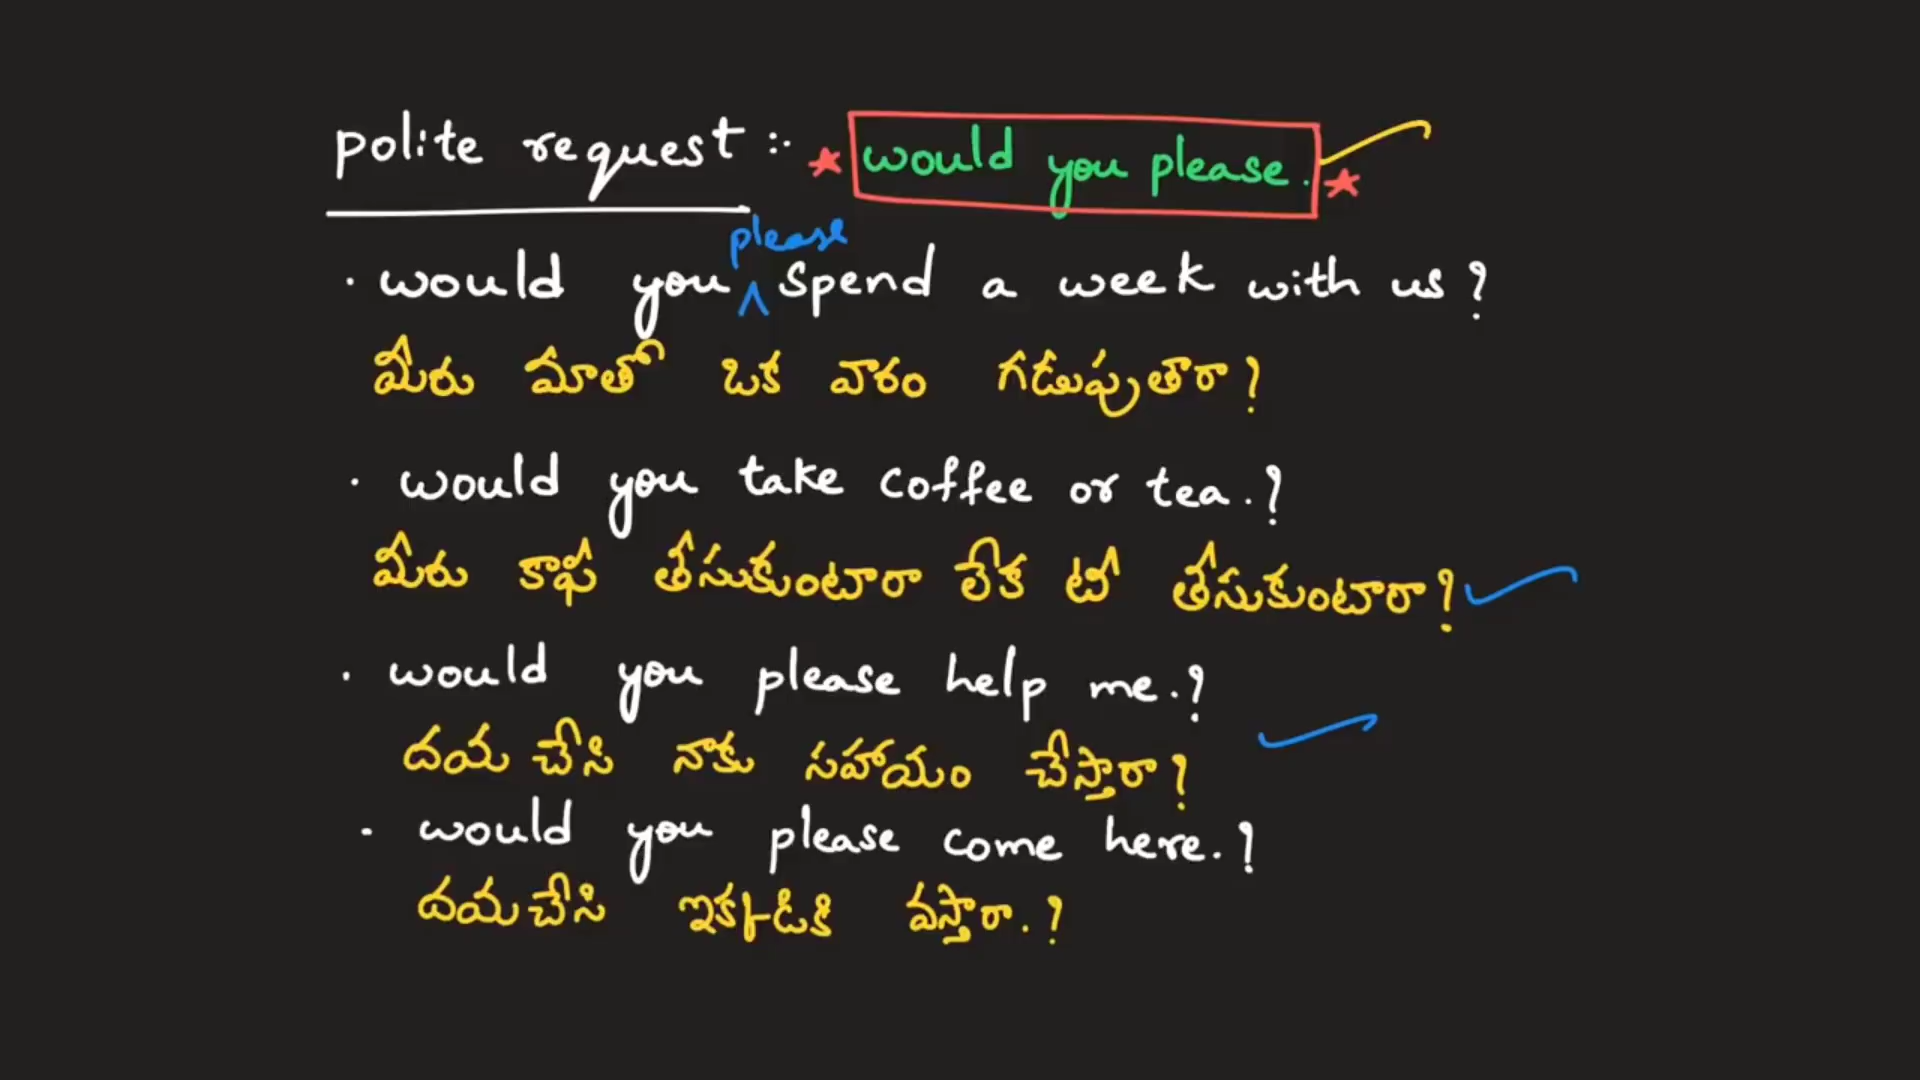 polite request :- * would you please. *
. would you please spend a week with us ?
మీరు మాతో ఒక వారం గడుపుతారా ?
. would you take coffee or tea . ?
మీరు కాఫీ తీసుకుంటారా లేక టీ తీసుకుంటారా ?
. would you please help me . ?
దయ చేసి నాకు సహాయం చేస్తారా ?
. would you please come here . ?
దయచేసి ఇక్కడికి వస్తారా . ?